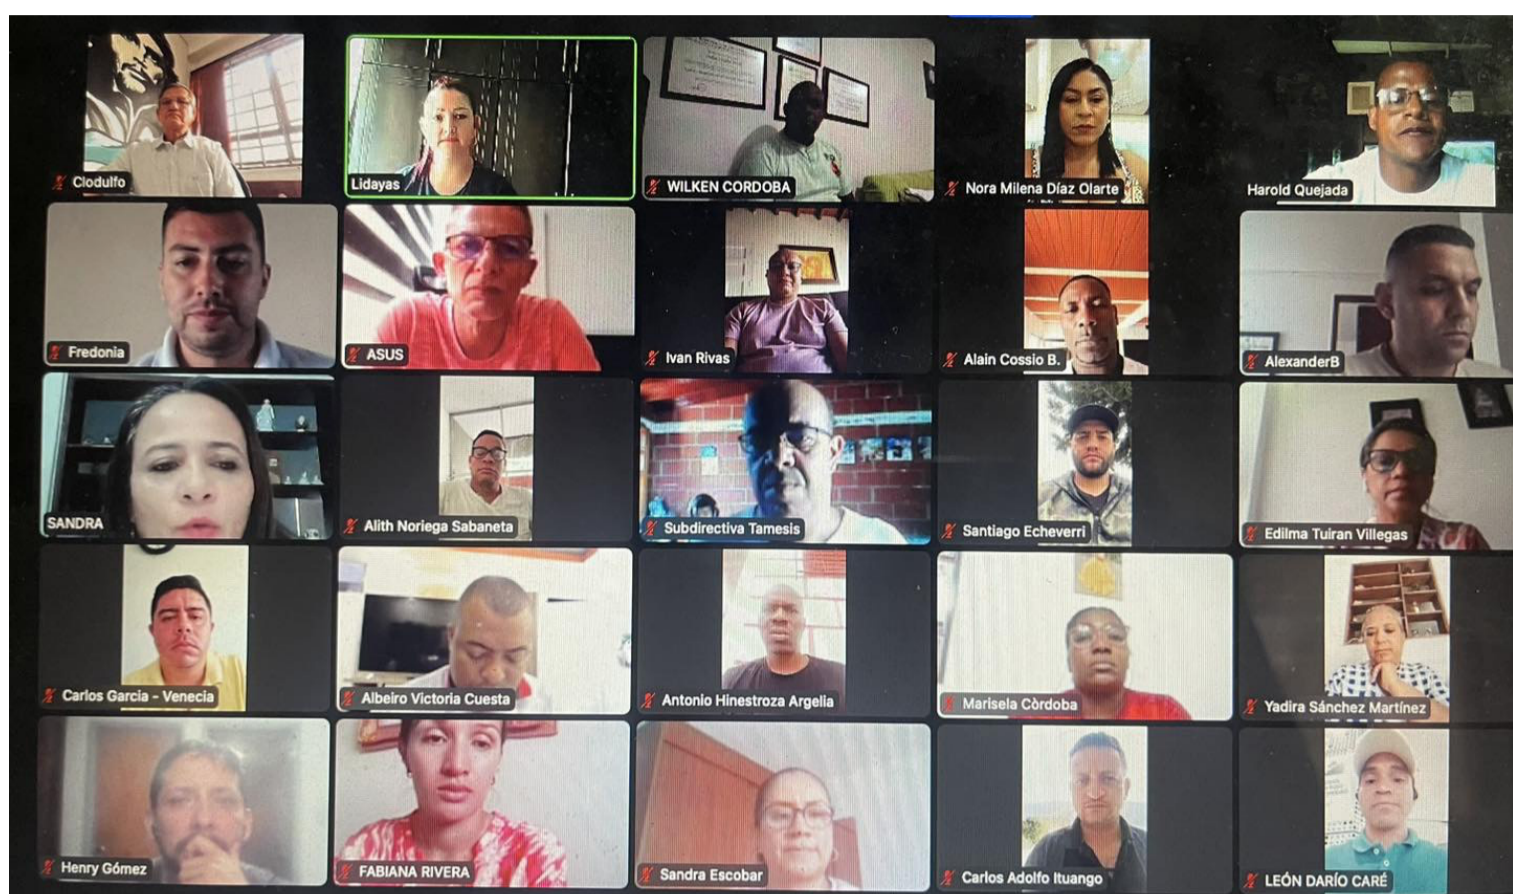 Clodulfo
Lidayas
WILKEN CORDOBA
Nora Milena Díaz Olarte
Harold Quejada
Fredonia
ASUS
Ivan Rivas
Alain Cossio B.
AlexanderB
SANDRA
Alith Noriega Sabaneta
Subdirectiva Tamesis
Santiago Echeverri
Edilma Tuiran Villegas
Carlos Garcia - Venecia
Albeiro Victoria Cuesta
Antonio Hinestroza Argelia
Marisela Còrdoba
Yadira Sánchez Martínez
Henry Gómez
FABIANA RIVERA
Sandra Escobar
Carlos Adolfo Ituango
LEÓN DARÍO CARÉ